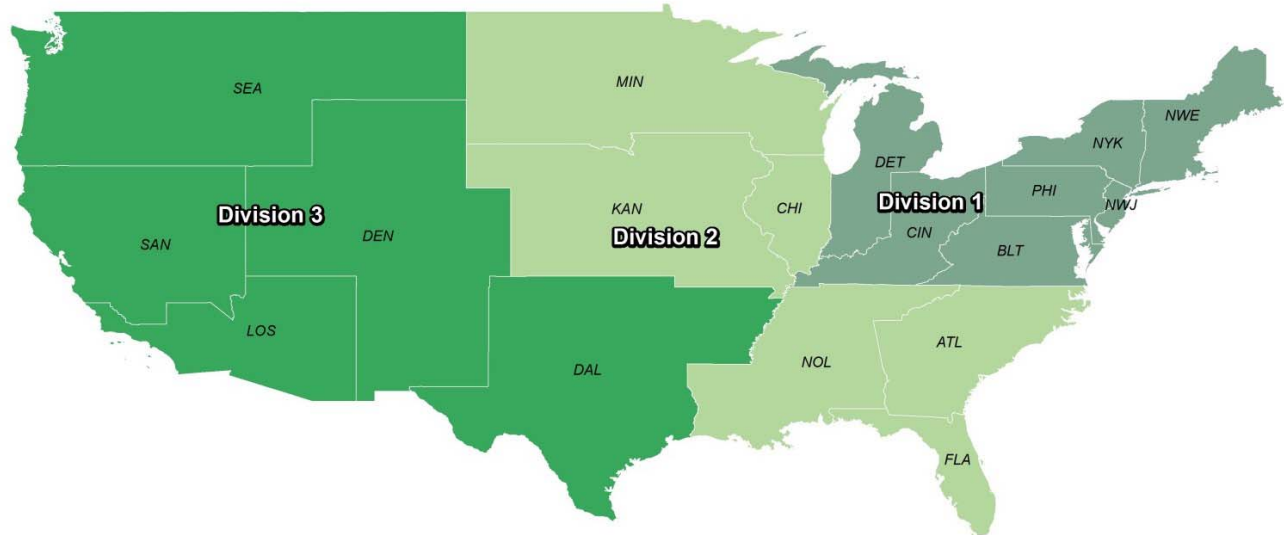 SEA
MIN
NWE
NYK
DET
PHI
NWJ
KAN
CHI
Division 1
Division 3
DEN
Division 2
CIN
SAN
BLT
LOS
ATL
NOL
DAL
FLA